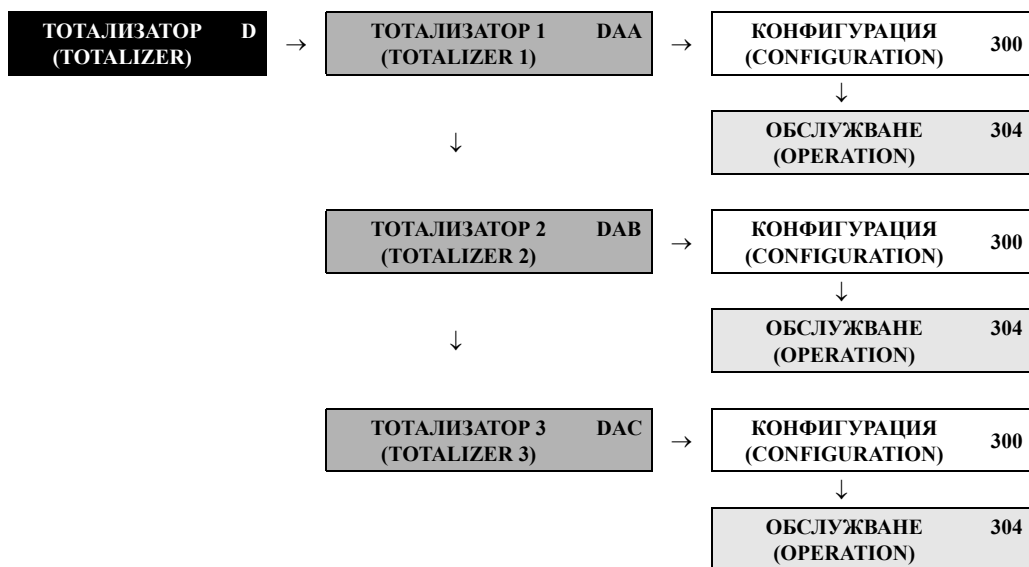 ТОТАЛИЗАТОР D
(TOTALIZER)
→
ТОТАЛИЗАТОР 1 DAA
(TOTALIZER 1)
→
КОНФИГУРАЦИЯ 300
(CONFIGURATION)
↓
ОБСЛУЖВАНЕ 304
(OPERATION)
↓
ТОТАЛИЗАТОР 2 DAB
(TOTALIZER 2)
→
КОНФИГУРАЦИЯ 300
(CONFIGURATION)
↓
ОБСЛУЖВАНЕ 304
(OPERATION)
↓
ТОТАЛИЗАТОР 3 DAC
(TOTALIZER 3)
→
КОНФИГУРАЦИЯ 300
(CONFIGURATION)
↓
ОБСЛУЖВАНЕ 304
(OPERATION)